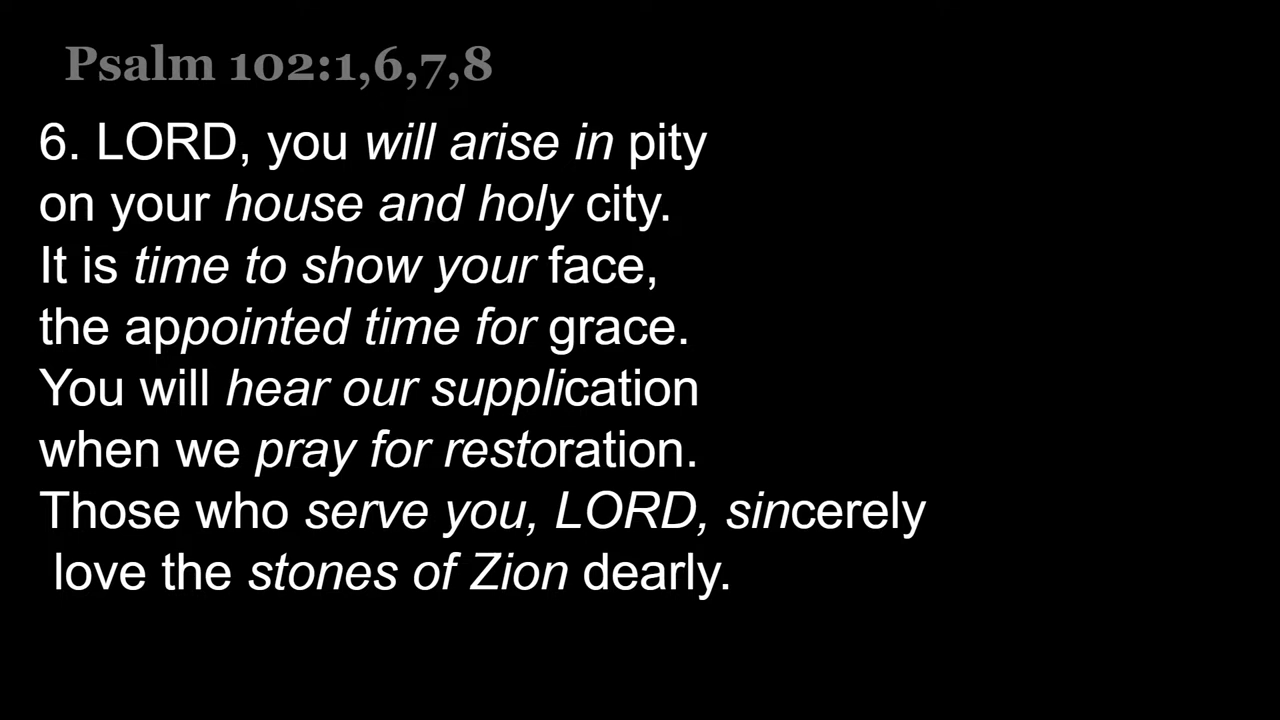 Psalm 102:1,6,7,8
6. LORD, you will arise in pity
on your house and holy city.
It is time to show your face,
the appointed time for grace.
You will hear our supplication
when we pray for restoration.
Those who serve you, LORD, sincerely
love the stones of Zion dearly.